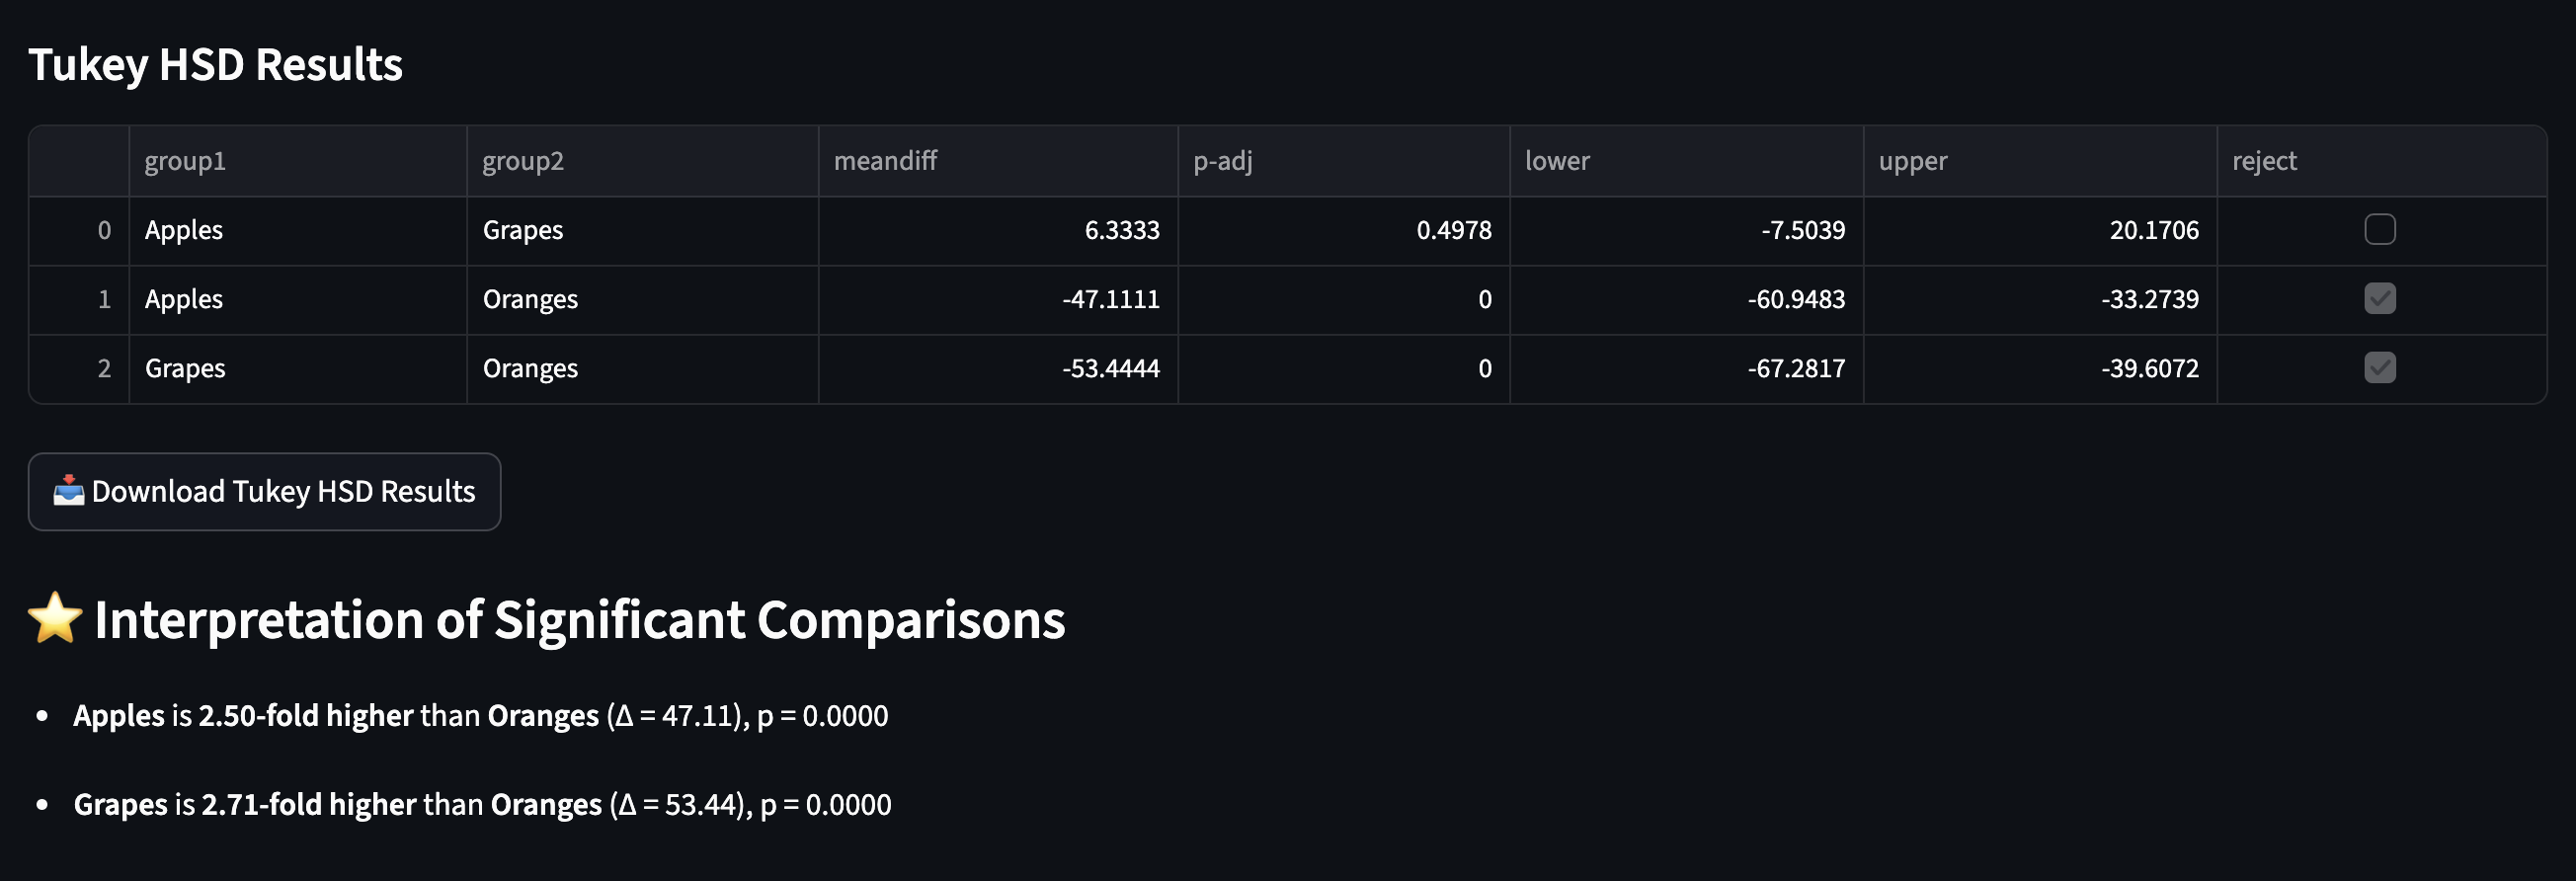 Tukey HSD Results
group1 group2 meandiff p-adj lower upper reject
0 Apples Grapes 6.3333 0.4978 -7.5039 20.1706
1 Apples Oranges -47.1111 0 -60.9483 -33.2739
2 Grapes Oranges -53.4444 0 -67.2817 -39.6072
Download Tukey HSD Results
Interpretation of Significant Comparisons
Apples is 2.50-fold higher than Oranges (Δ = 47.11), p = 0.0000
Grapes is 2.71-fold higher than Oranges (Δ = 53.44), p = 0.0000